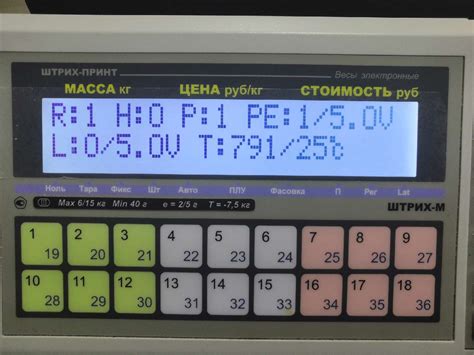 ШТРИХ-ПРИНТ Весы электронные
МАССА кг ЦЕНА руб/кг СТОИМОСТЬ руб
R:1 H:0 P:1 PE:1/5.0V
L:0/5.0V T:791/25℃
Ноль Тара Фикс Шт Авто ПЛУ Фасовка П Рег Lat
Max 6/15 кг Min 40 г e = 2/5 г T = -7,5 кг ШТРИХ-М
1 2 3 4 5 6 7 8 9
19 20 21 22 23 24 25 26 27
10 11 12 13 14 15 16 17 18
28 29 30 31 32 33 34 35 36